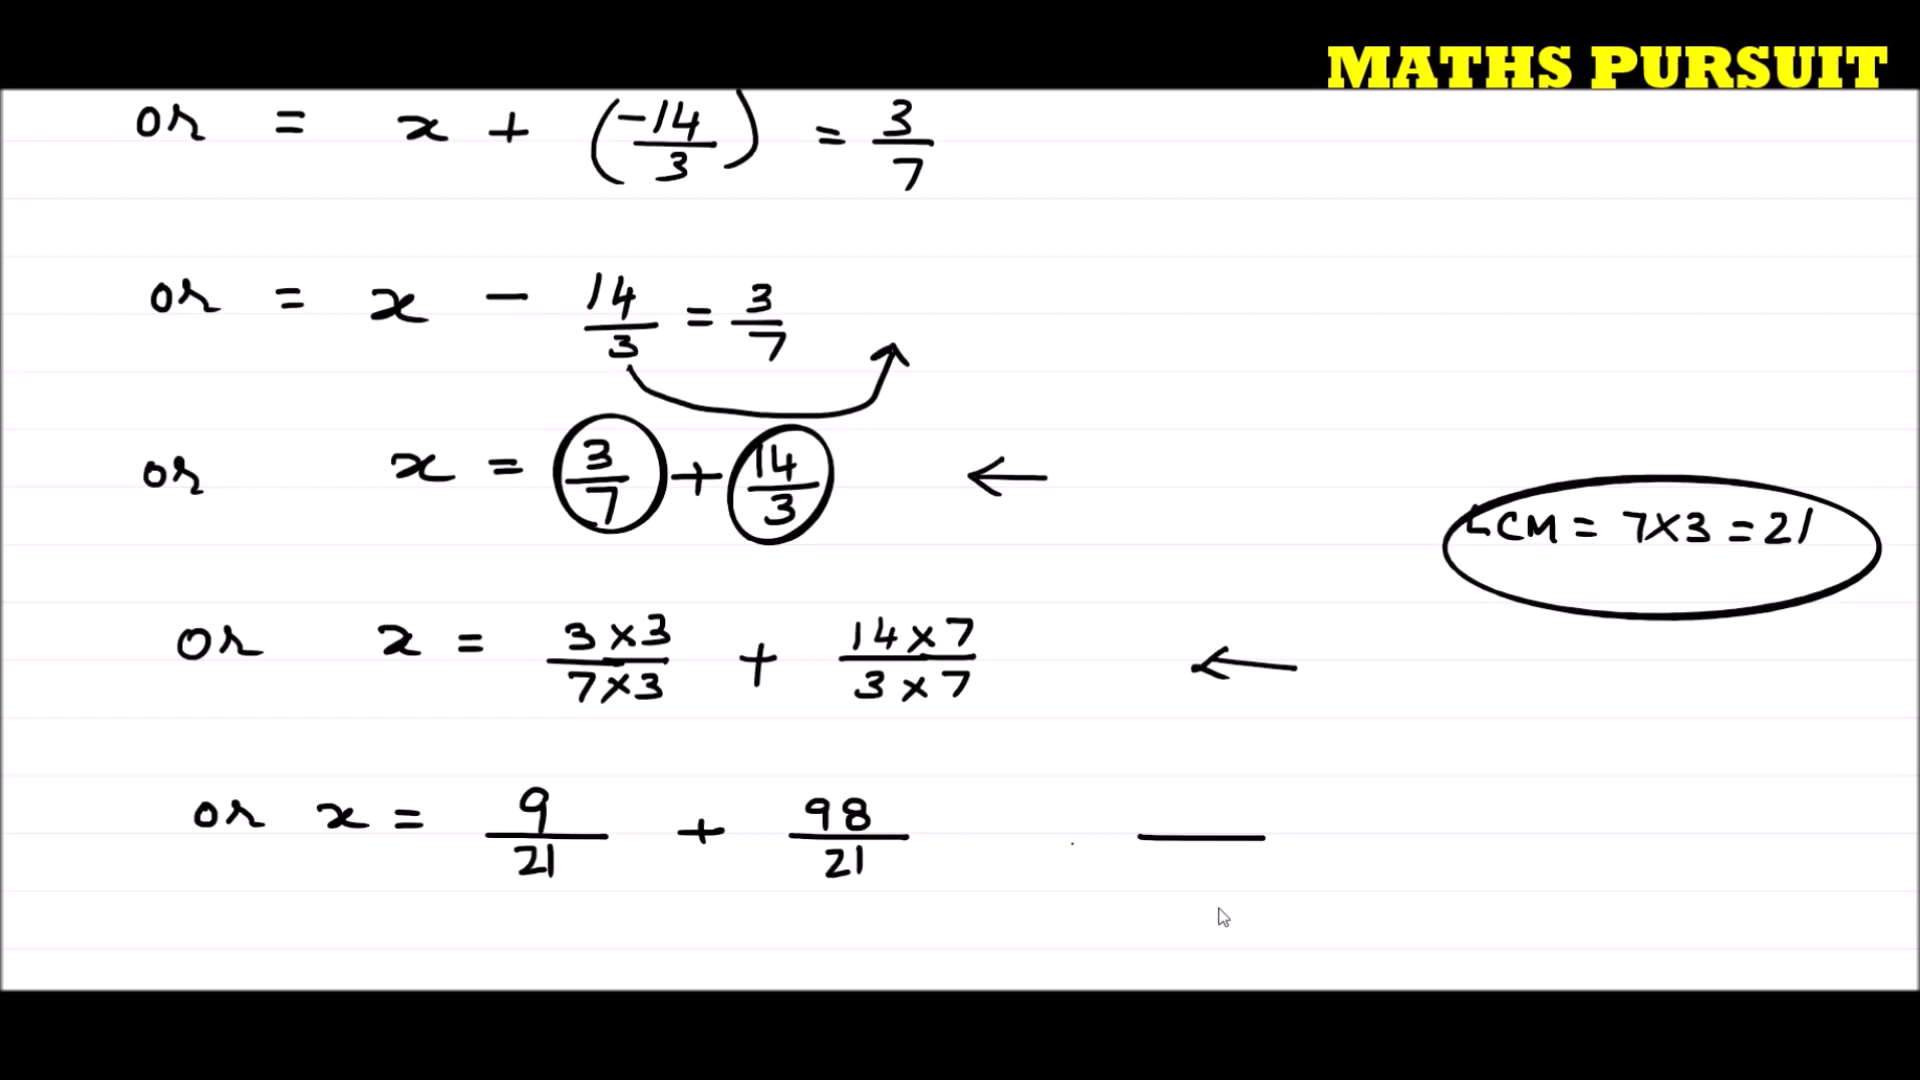 MATHS PURSUIT
or = x + (-14/3) = 3/7
or = x - 14/3 = 3/7
or x = 3/7 + 14/3 ←
LCM = 7×3 = 21
or x = 3×3/7×3 + 14×7/3×7 ←
or x = 9/21 + 98/21